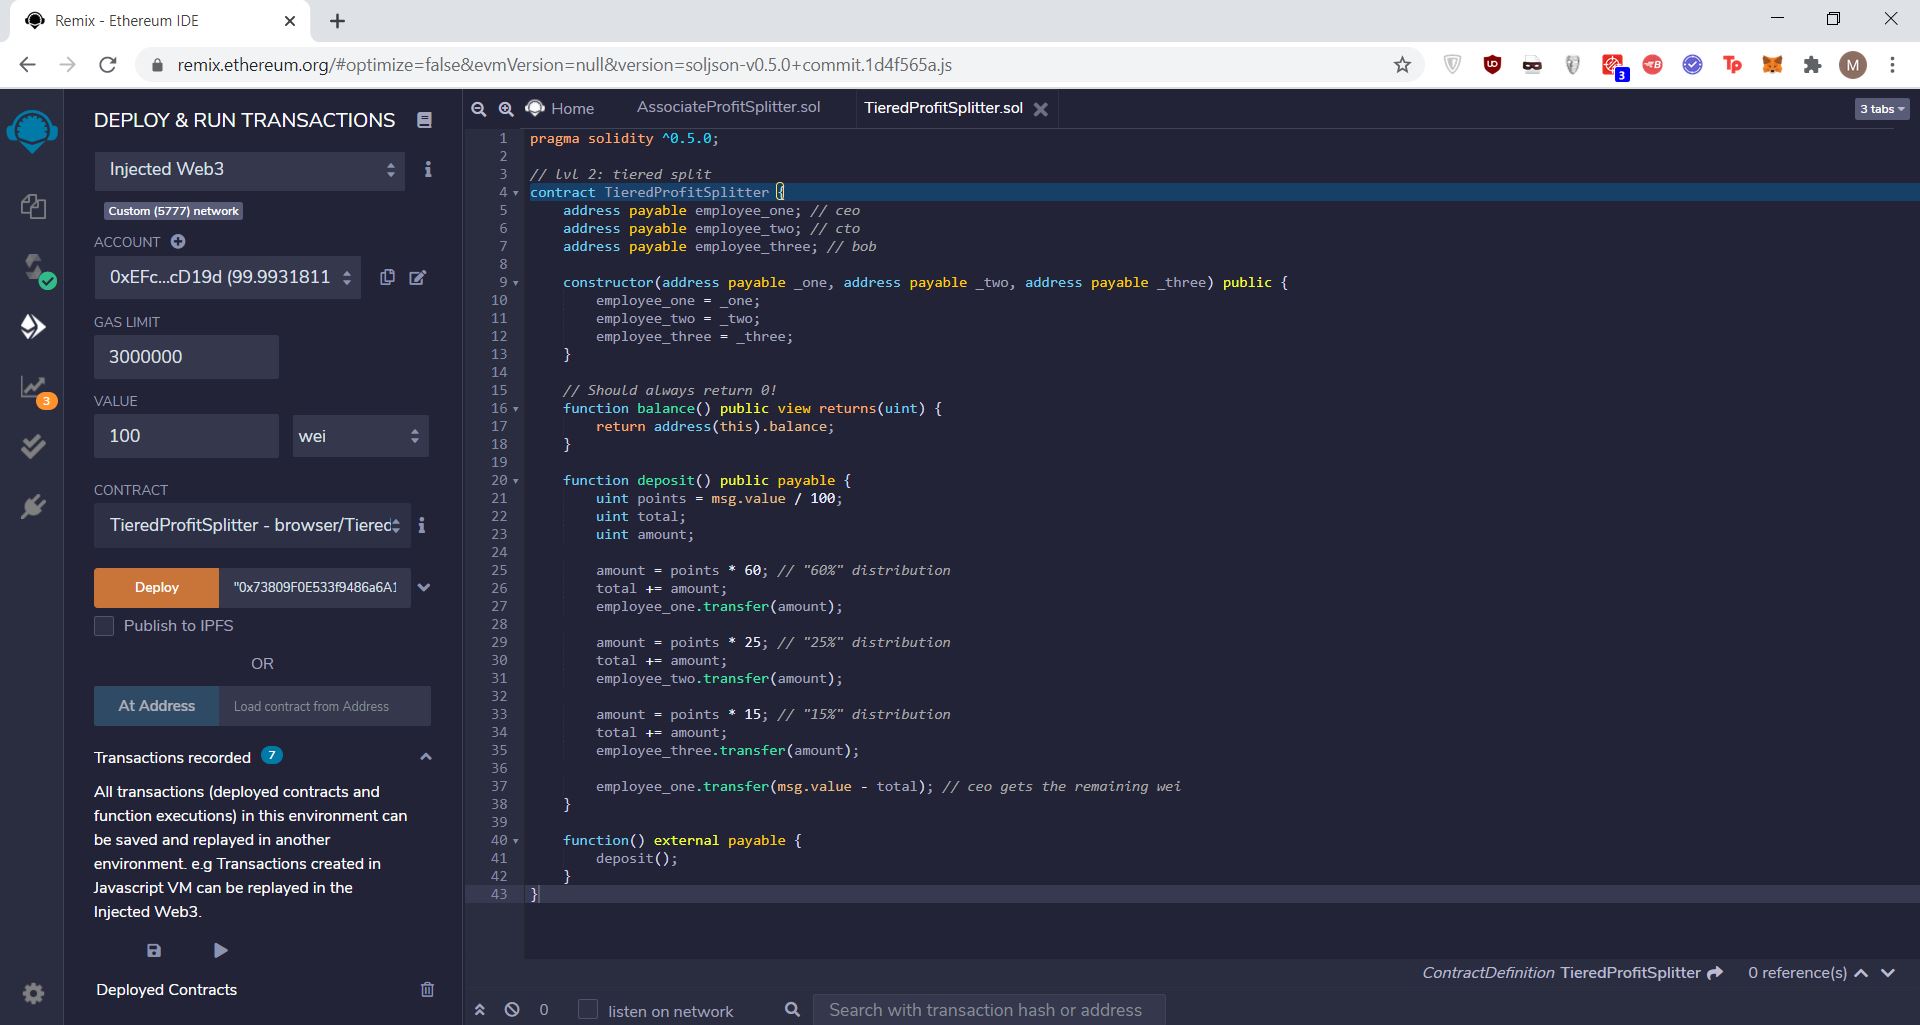 Remix - Ethereum IDE
remix.ethereum.org/#optimize=false&evmVersion=null&version=soljson-v0.5.0+commit.1d4f565a.js
UD
3
B
Tp
M
DEPLOY & RUN TRANSACTIONS
Injected Web3
Custom (5777) network
ACCOUNT
0xEFc...cD19d (99.9931811
GAS LIMIT
3000000
VALUE
100
wei
CONTRACT
TieredProfitSplitter - browser/Tiered
Deploy
"0x73809F0E533f9486a6A1
Publish to IPFS
OR
At Address
Load contract from Address
Transactions recorded 7
All transactions (deployed contracts and
function executions) in this environment can
be saved and replayed in another
environment. e.g Transactions created in
Javascript VM can be replayed in the
Injected Web3.
Deployed Contracts
3
Home
AssociateProfitSplitter.sol
TieredProfitSplitter.sol
3 tabs
1 pragma solidity ^0.5.0;
2
3 // lvl 2: tiered split
4 contract TieredProfitSplitter {
5 address payable employee_one; // ceo
6 address payable employee_two; // cto
7 address payable employee_three; // bob
8
9 constructor(address payable _one, address payable _two, address payable _three) public {
10 employee_one = _one;
11 employee_two = _two;
12 employee_three = _three;
13 }
14
15 // Should always return 0!
16 function balance() public view returns(uint) {
17 return address(this).balance;
18 }
19
20 function deposit() public payable {
21 uint points = msg.value / 100;
22 uint total;
23 uint amount;
24
25 amount = points * 60; // "60%" distribution
26 total += amount;
27 employee_one.transfer(amount);
28
29 amount = points * 25; // "25%" distribution
30 total += amount;
31 employee_two.transfer(amount);
32
33 amount = points * 15; // "15%" distribution
34 total += amount;
35 employee_three.transfer(amount);
36
37 employee_one.transfer(msg.value - total); // ceo gets the remaining wei
38 }
39
40 function() external payable {
41 deposit();
42 }
43 }
ContractDefinition TieredProfitSplitter
0 reference(s)
0
listen on network
Search with transaction hash or address